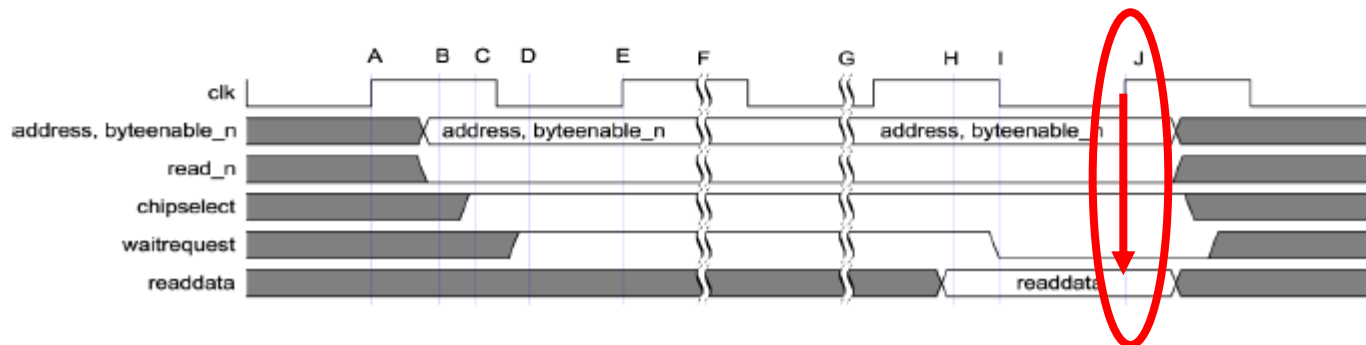 A B C D E F G H I J
clk
address, byteenable_n address, byteenable_n address, byteenable_n
read_n
chipselect
waitrequest
readdata readdata